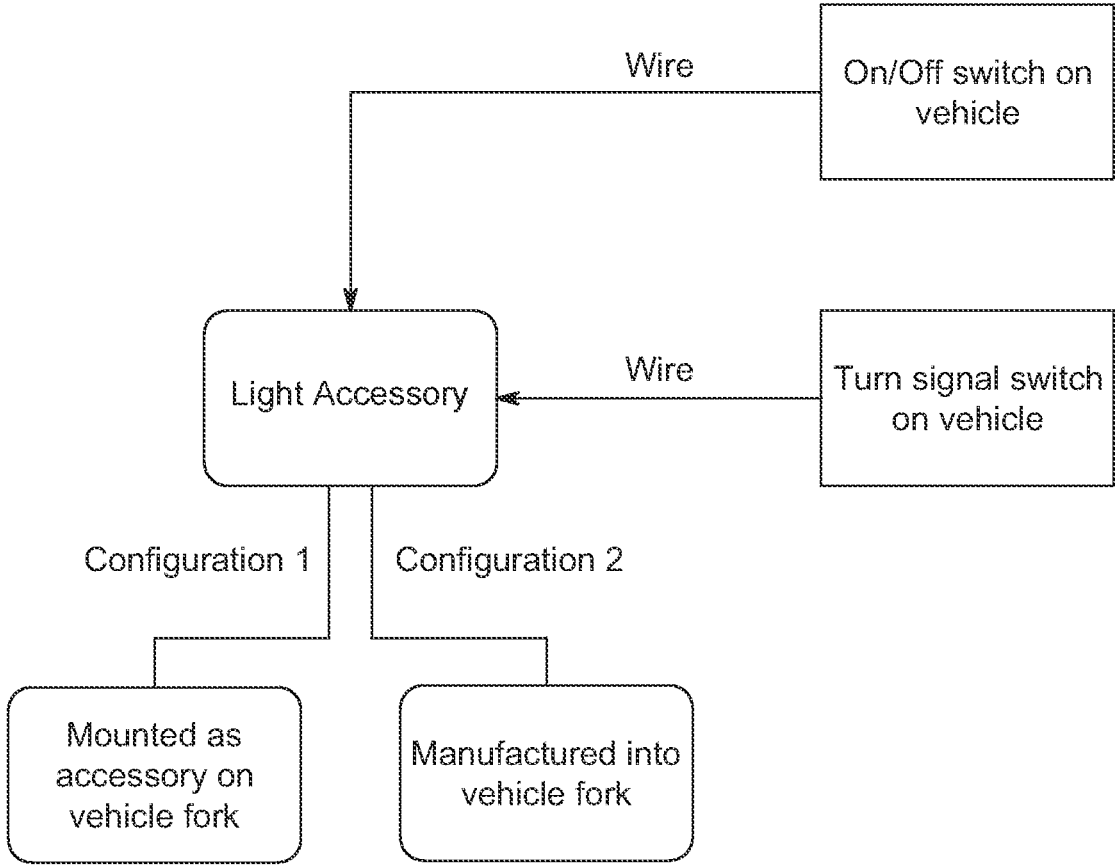 Wire
On/Off switch on
vehicle
Light Accessory
Wire
Turn signal switch
on vehicle
Configuration 1
Configuration 2
Mounted as
accessory on
vehicle fork
Manufactured into
vehicle fork